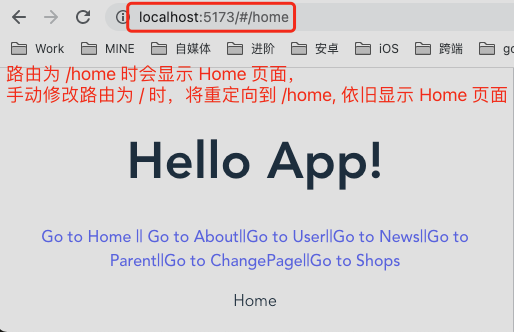 localhost:5173/#/home
Work MINE 自媒体 进阶 安卓 iOS 跨端 go
路由为 /home 时会显示 Home 页面，
手动修改路由为 / 时，将重定向到 /home, 依旧显示 Home 页面
Hello App!
Go to Home || Go to About||Go to User||Go to News||Go to
Parent||Go to ChangePage||Go to Shops
Home